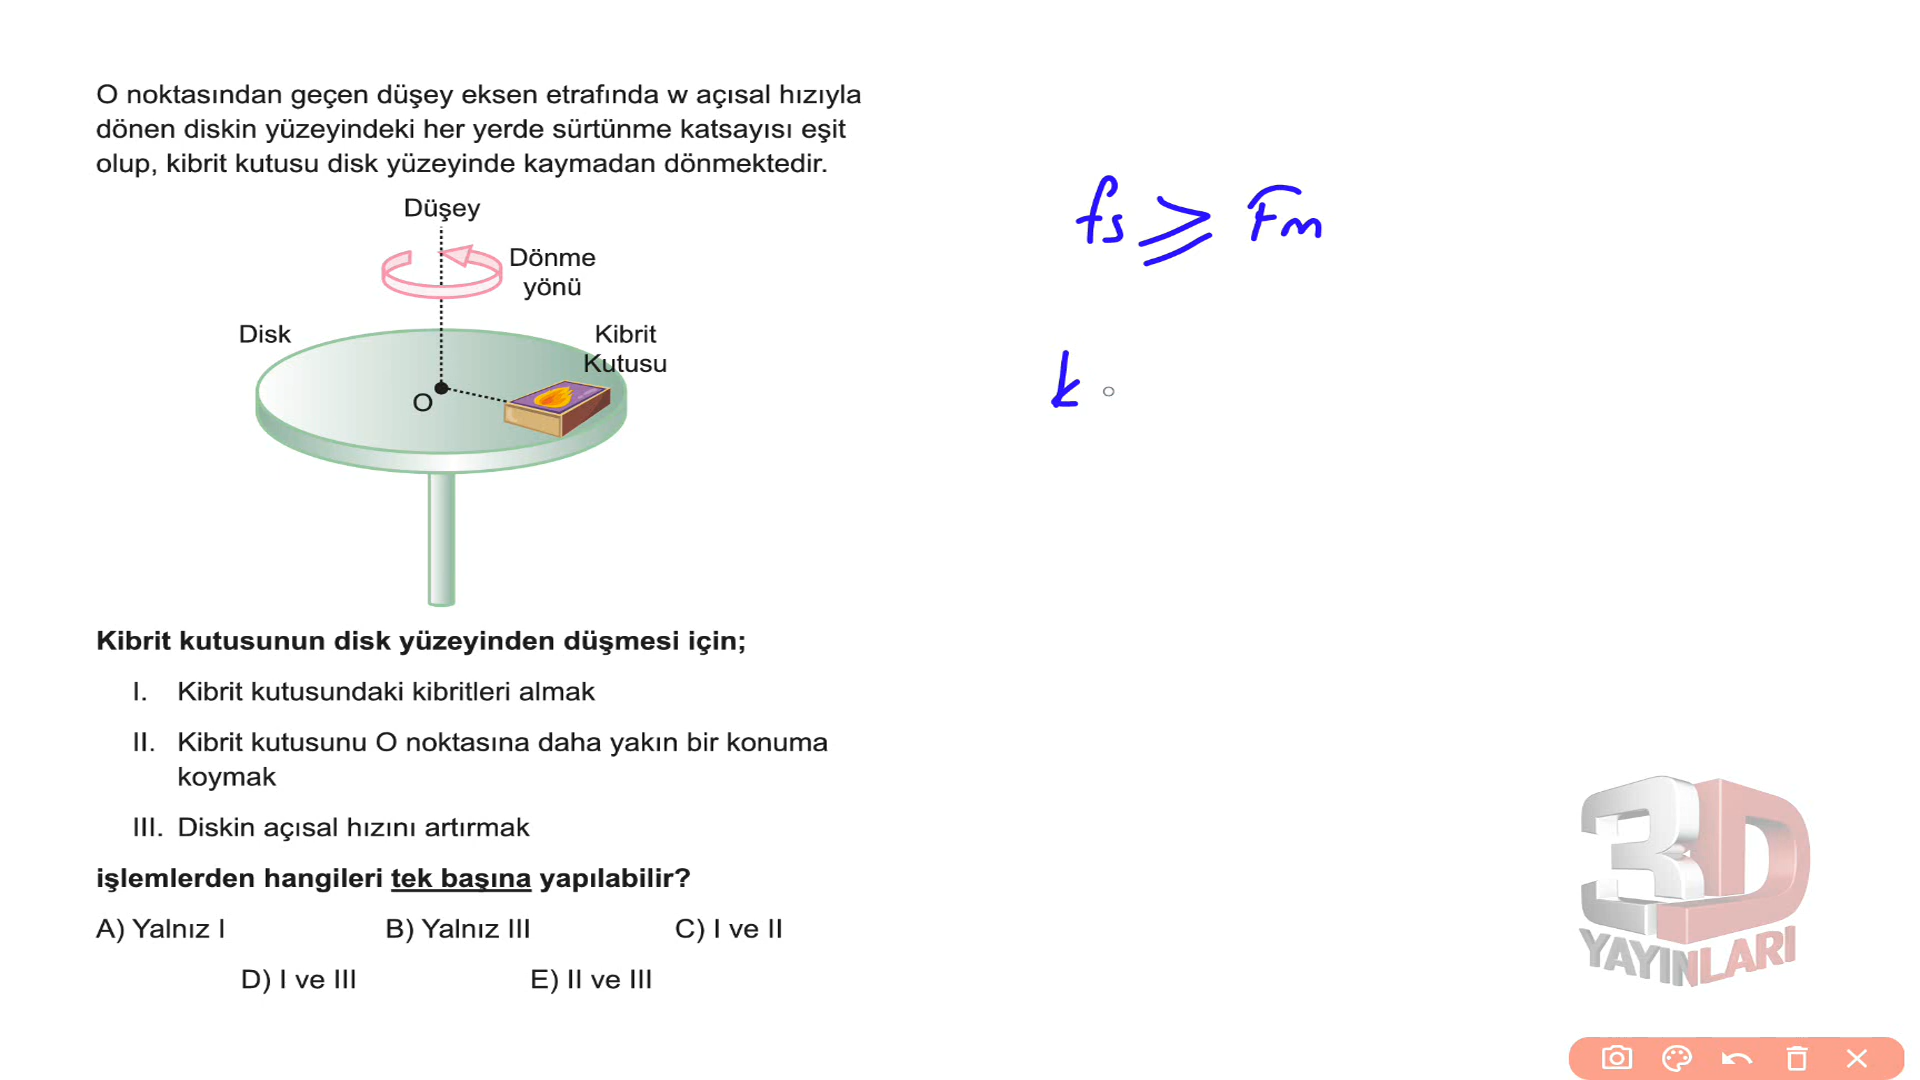 O noktasından geçen düşey eksen etrafında w açısal hızıyla
dönen diskin yüzeyindeki her yerde sürtünme katsayısı eşit
olup, kibrit kutusu disk yüzeyinde kaymadan dönmektedir.
Düşey
Dönme
yönü
Disk
Kibrit
Kutusu
O
Kibrit kutusunun disk yüzeyinden düşmesi için;
I. Kibrit kutusundaki kibritleri almak
II. Kibrit kutusunu O noktasına daha yakın bir konuma
koymak
III. Diskin açısal hızını artırmak
işlemlerden hangileri tek başına yapılabilir?
A) Yalnız I B) Yalnız III C) I ve II
D) I ve III E) II ve III
fs ≥ Fm
k
3D
YAYINLARI